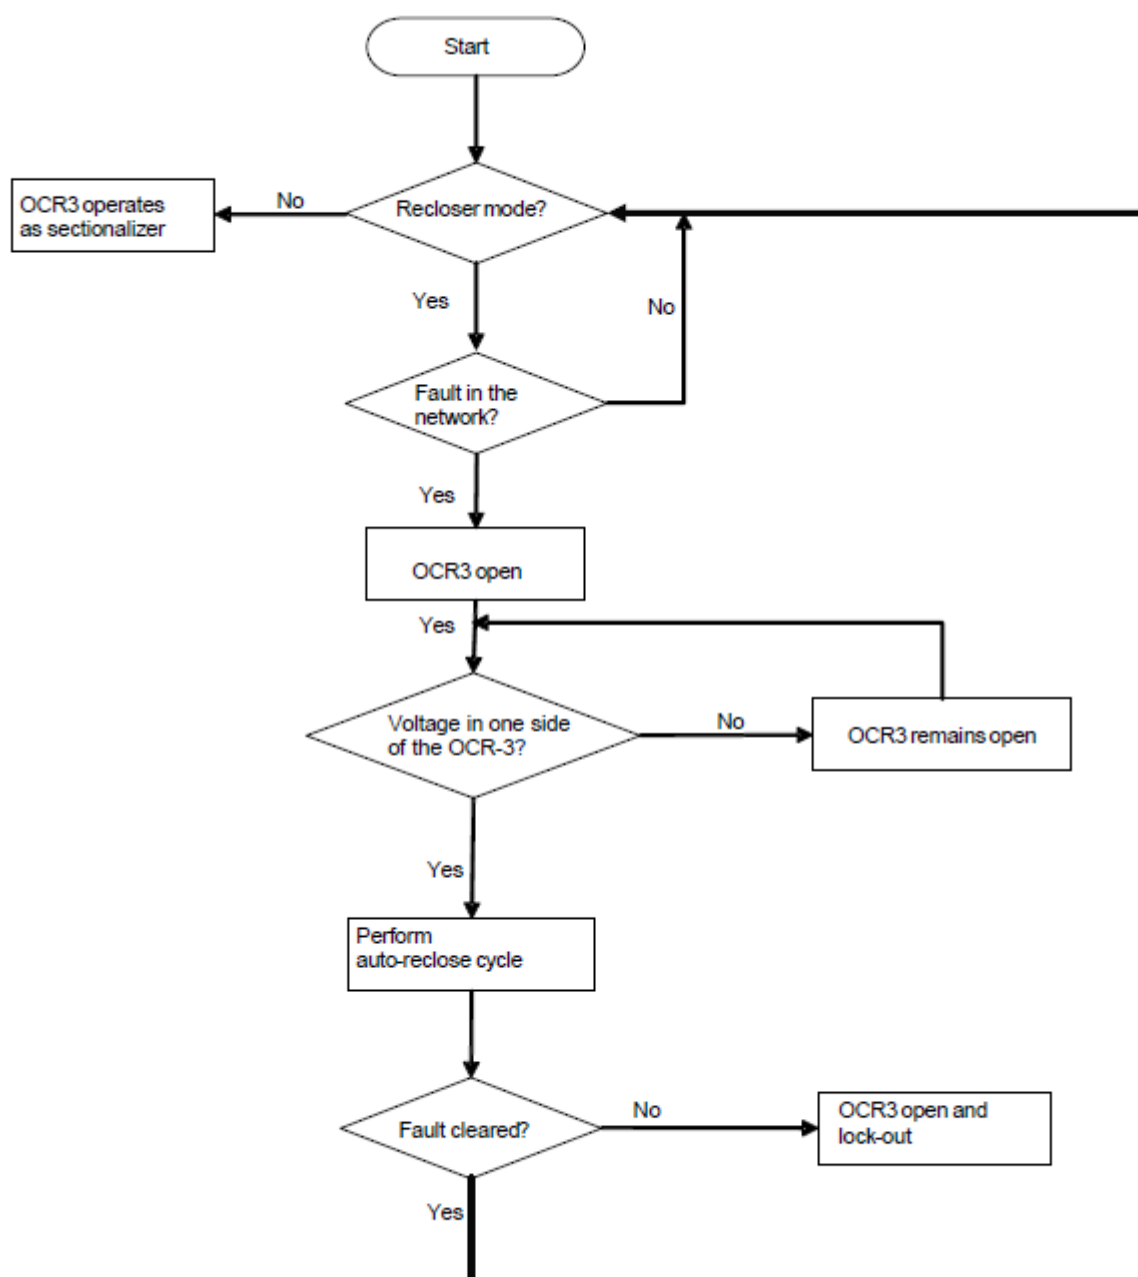 Start
OCR3 operates
as sectionalizer
No
Recloser mode?
Yes
No
Fault in the
network?
Yes
OCR3 open
Yes
Voltage in one side
of the OCR-3?
No
OCR3 remains open
Yes
Perform
auto-reclose cycle
Fault cleared?
No
OCR3 open and
lock-out
Yes